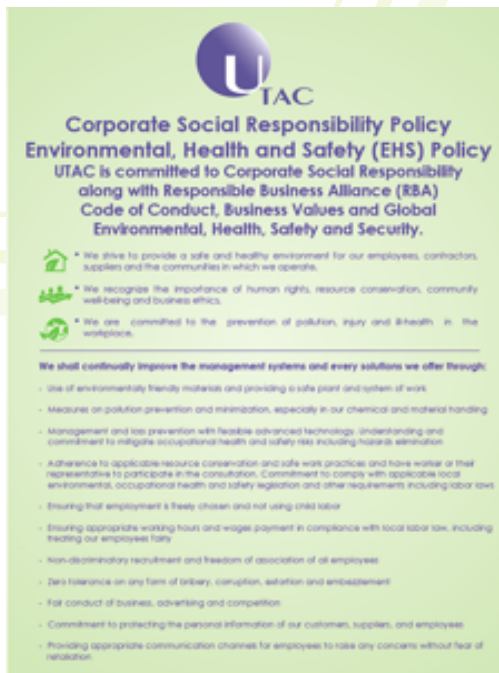 UTAC
Corporate Social Responsibility Policy
Environmental, Health and Safety (EHS) Policy
UTAC is committed to Corporate Social Responsibility
along with Responsible Business Alliance (RBA)
Code of Conduct, Business Values and Global
Environmental, Health, Safety and Security.
* We strive to provide a safe and healthy environment for our employees, contractors,
suppliers and the communities in which we operate.
* We recognize the importance of human rights, resource conservation, community
well-being and business ethics.
* We are committed to the prevention of pollution, injury and ill-health in the
workplace.
We shall continually improve the management systems and every solutions we offer through:
- Use of environmentally friendly materials and providing a safe plant and system of work
- Measures on pollution prevention and minimization, especially in our chemical and material handling
- Management and loss prevention with feasible advanced technology. Understanding and
commitment to mitigate occupational health and safety risks including hazards elimination
- Adherence to applicable resource conservation and safe work practices and have worker or their
representative to participate in the consultation. Commitment to comply with applicable local
environmental, occupational health and safety legislation and other requirements including labor laws
- Ensuring that employment is freely chosen and not using child labor
- Ensuring appropriate working hours and wages payment in compliance with local labor law, including
treating our employees fairly
- Non-discriminatory recruitment and freedom of association of all employees
- Zero tolerance on any form of bribery, corruption, extortion and embezzlement
- Fair conduct of business, advertising and competition
- Commitment to protecting the personal information of our customers, suppliers, and employees
- Providing appropriate communication channels for employees to raise any concerns without fear of
retaliation